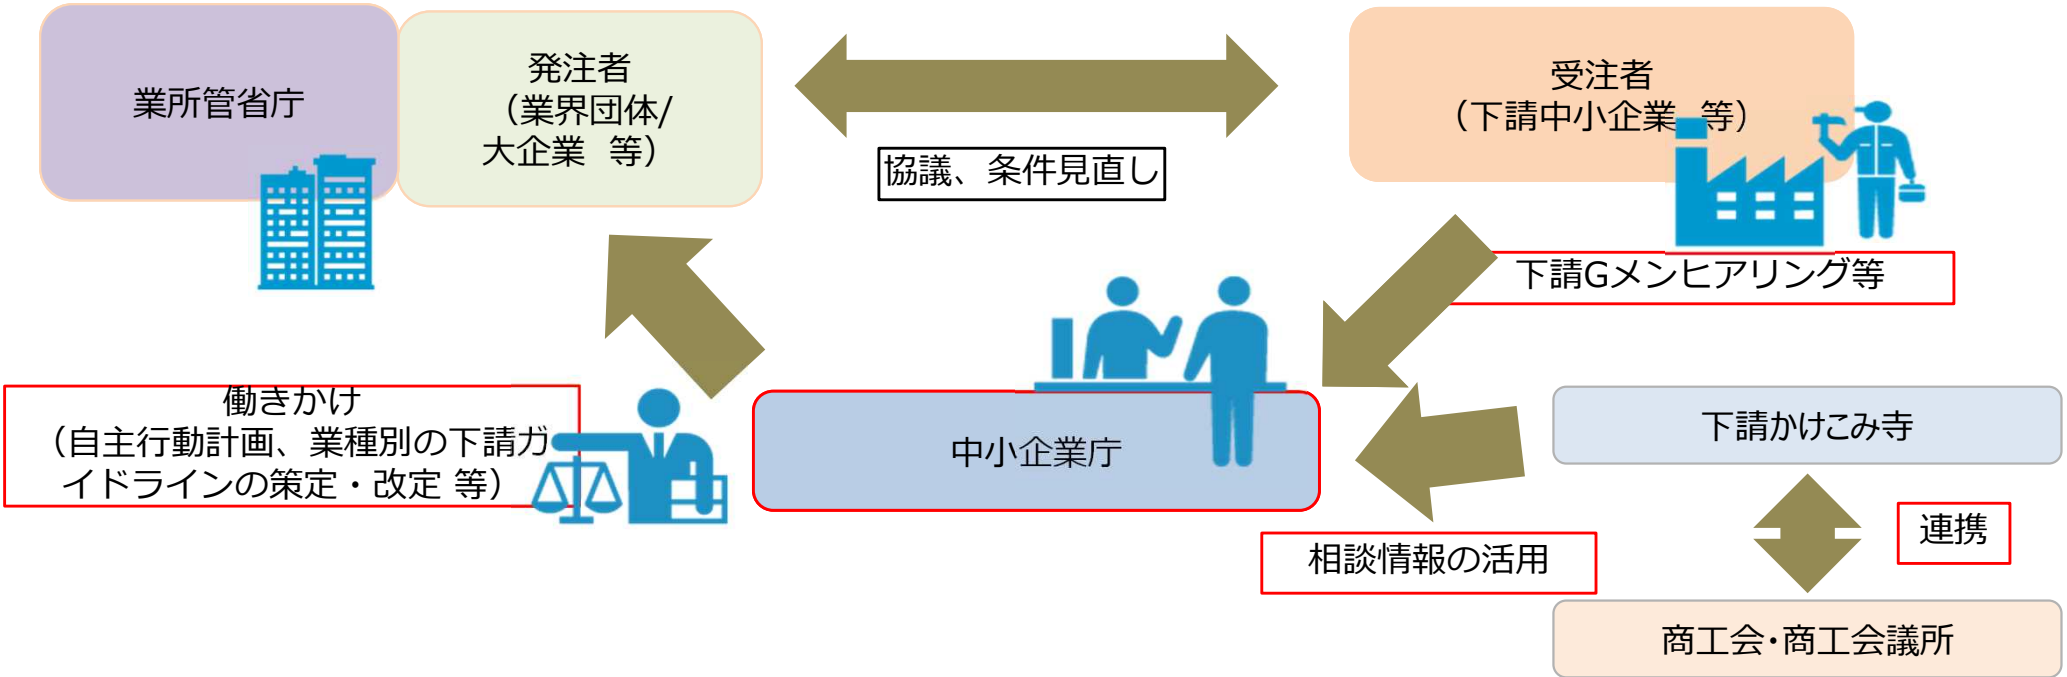 業所管省庁
発注者
（業界団体/
大企業 等）
受注者
（下請中小企業 等）
協議、条件見直し
下請Gメンヒアリング等
働きかけ
（自主行動計画、業種別の下請ガ
イドラインの策定・改定 等）
中小企業庁
下請かけこみ寺
連携
相談情報の活用
商工会・商工会議所